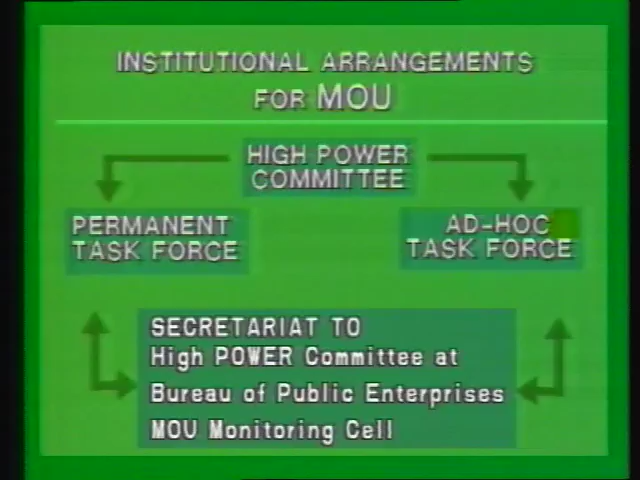 INSTITUTIONAL ARRANGEMENTS
FOR MOU
HIGH POWER
COMMITTEE
PERMANENT
TASK FORCE
AD-HOC
TASK FORCE
SECRETARIAT TO
High POWER Committee at
Bureau of Public Enterprises
MOU Monitoring Cell